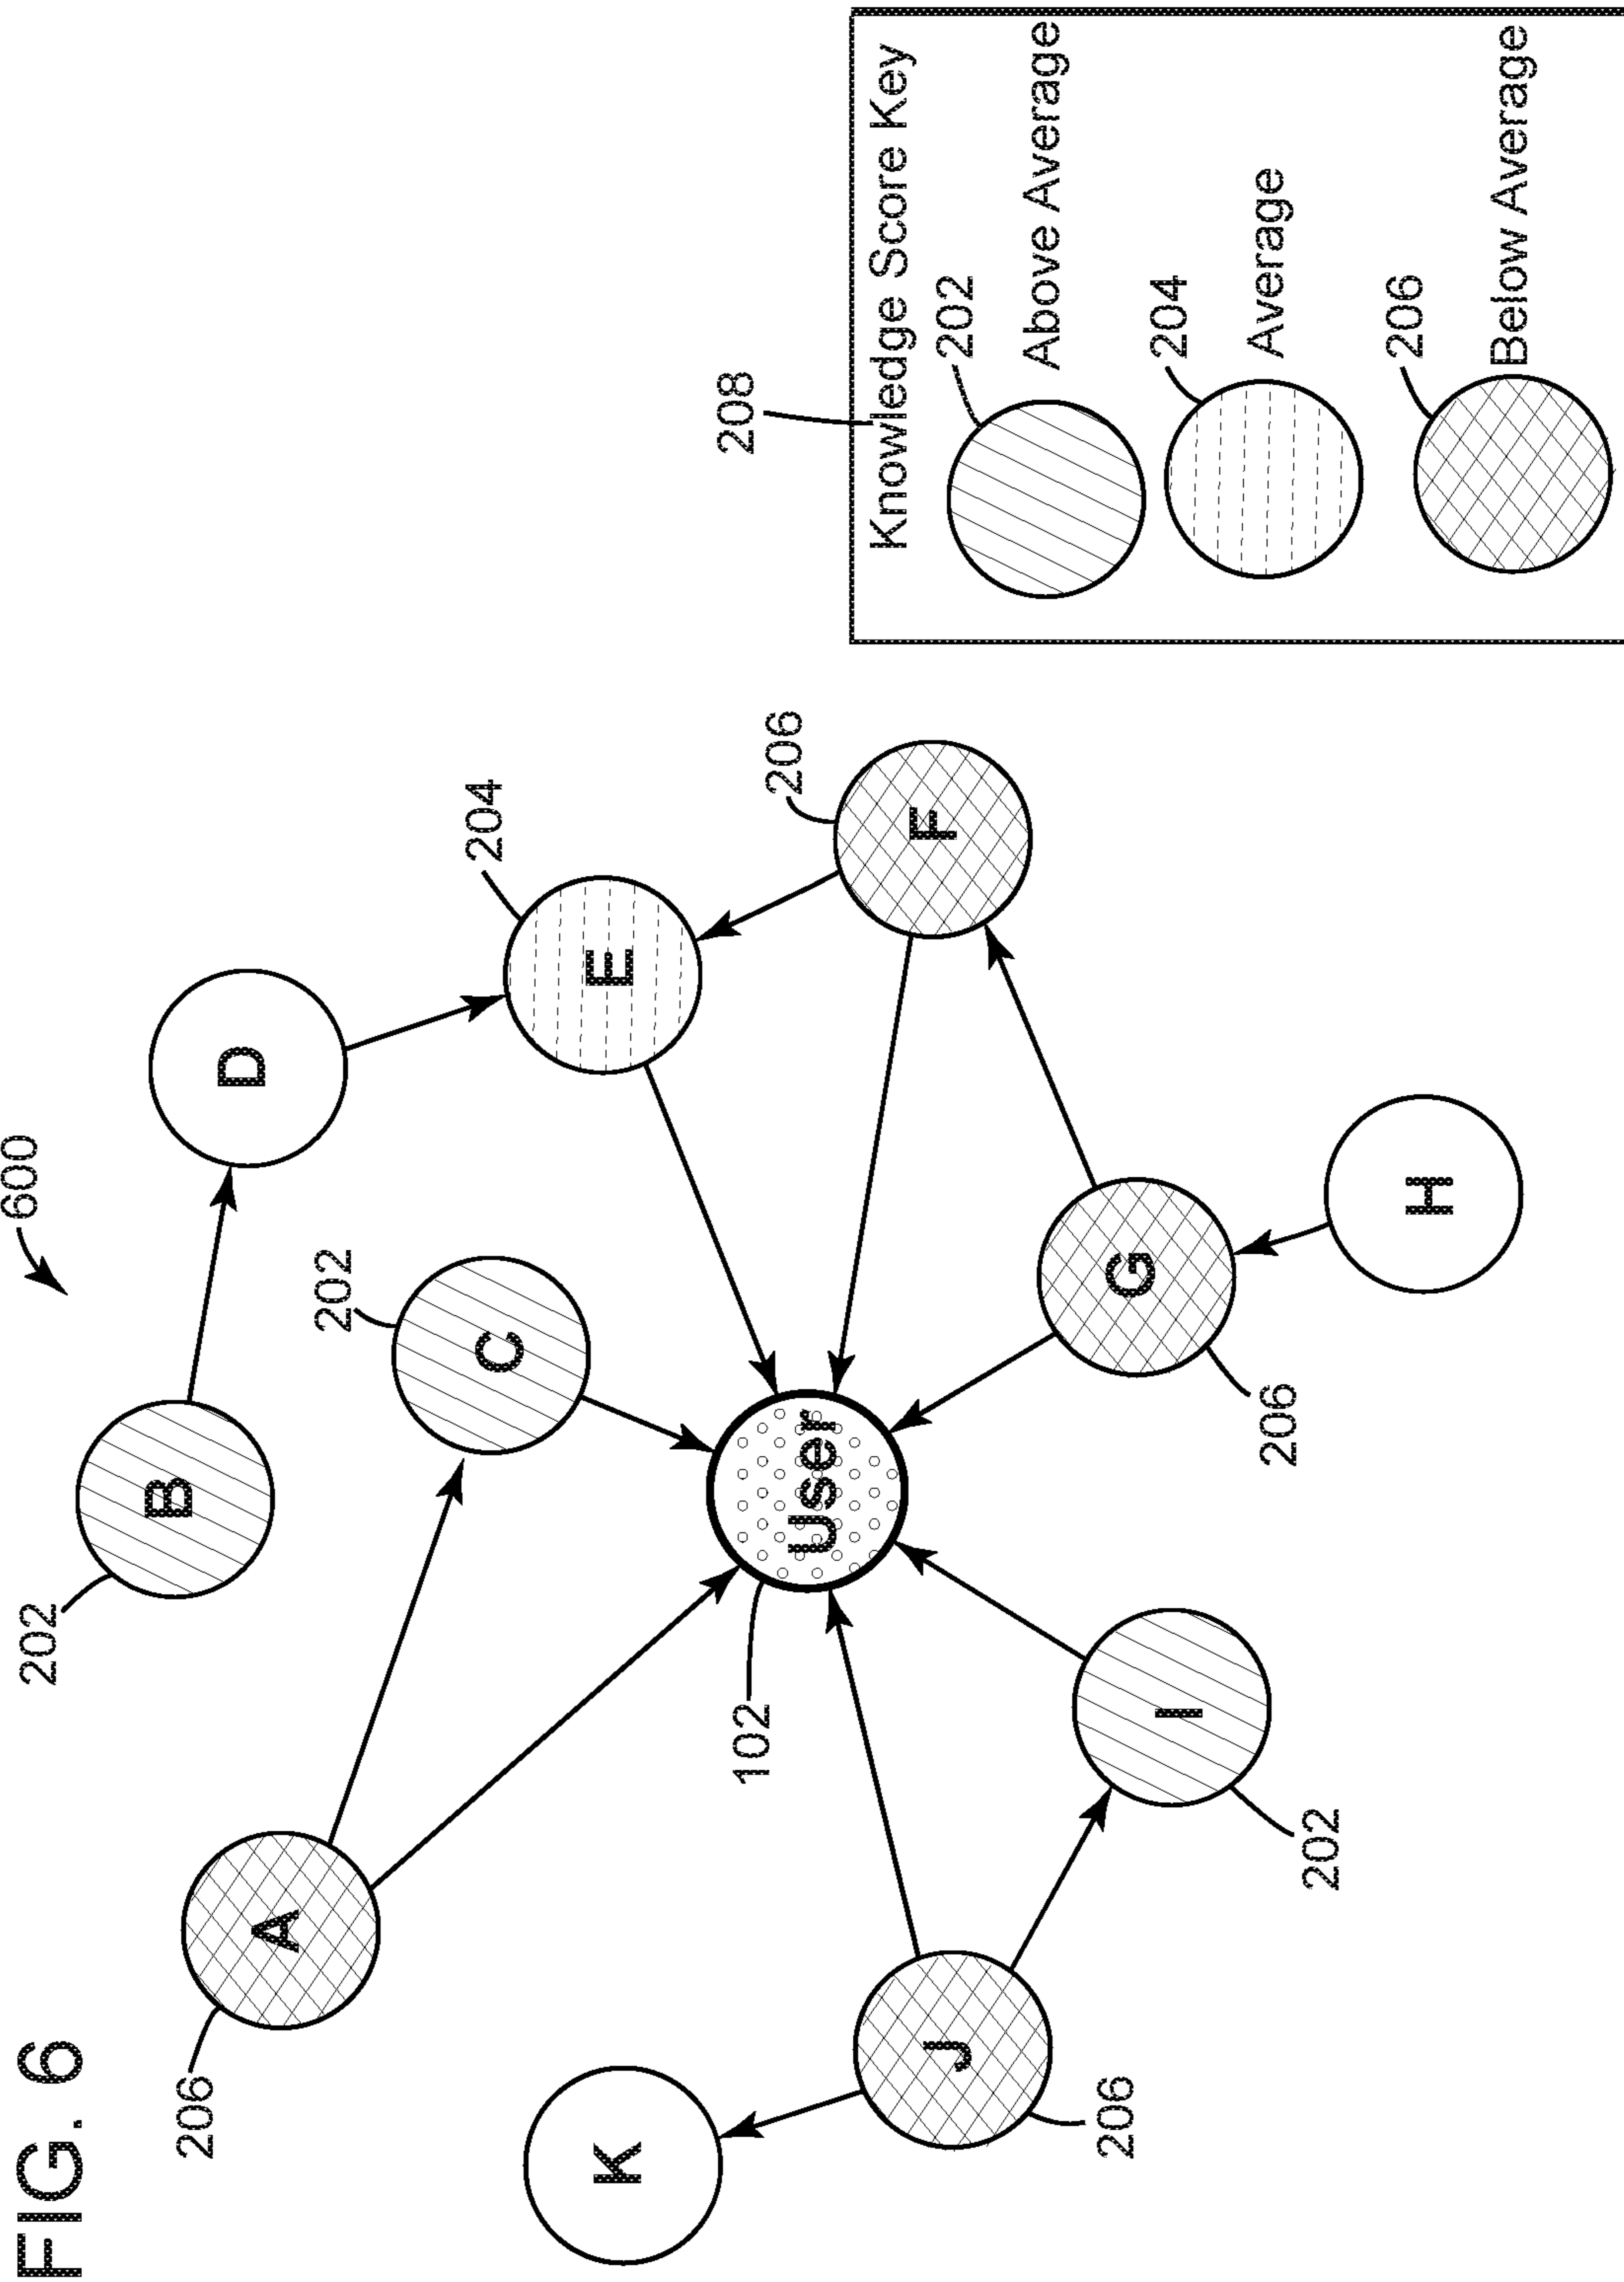 FIG. 6
600
202
B
206
D
A
202
204
C
E
K
208
102
206
User
Knowledge Score Key
J
F
202
Above Average
206
G
204
I
Average
206
202
206
H
Below Average